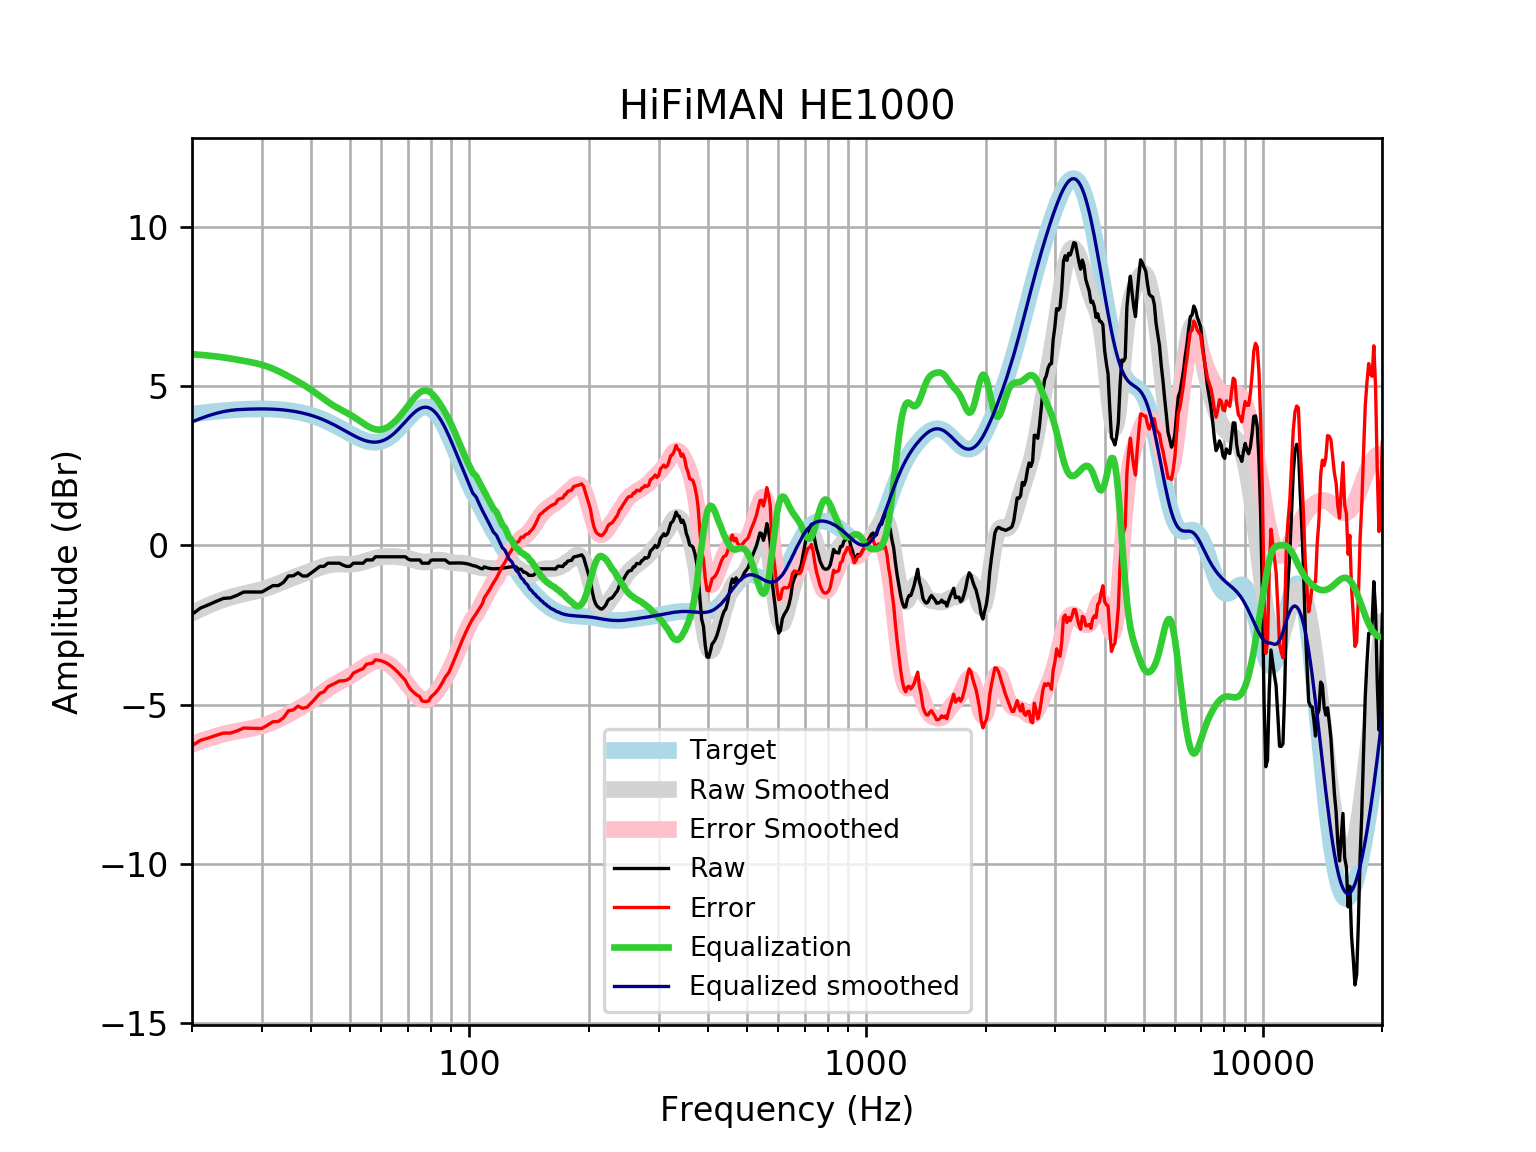 HiFiMAN HE1000
Amplitude (dBr)
10
5
0
−5
−10
−15
Target
Raw Smoothed
Error Smoothed
Raw
Error
Equalization
Equalized smoothed
100
1000
10000
Frequency (Hz)